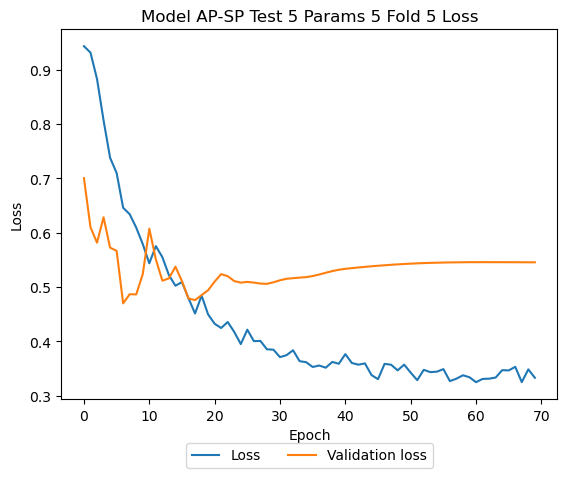 Model AP-SP Test 5 Params 5 Fold 5 Loss
Loss
0.9
0.8
0.7
0.6
0.5
0.4
0.3
0 10 20 30 40 50 60 70
Epoch
Loss Validation loss